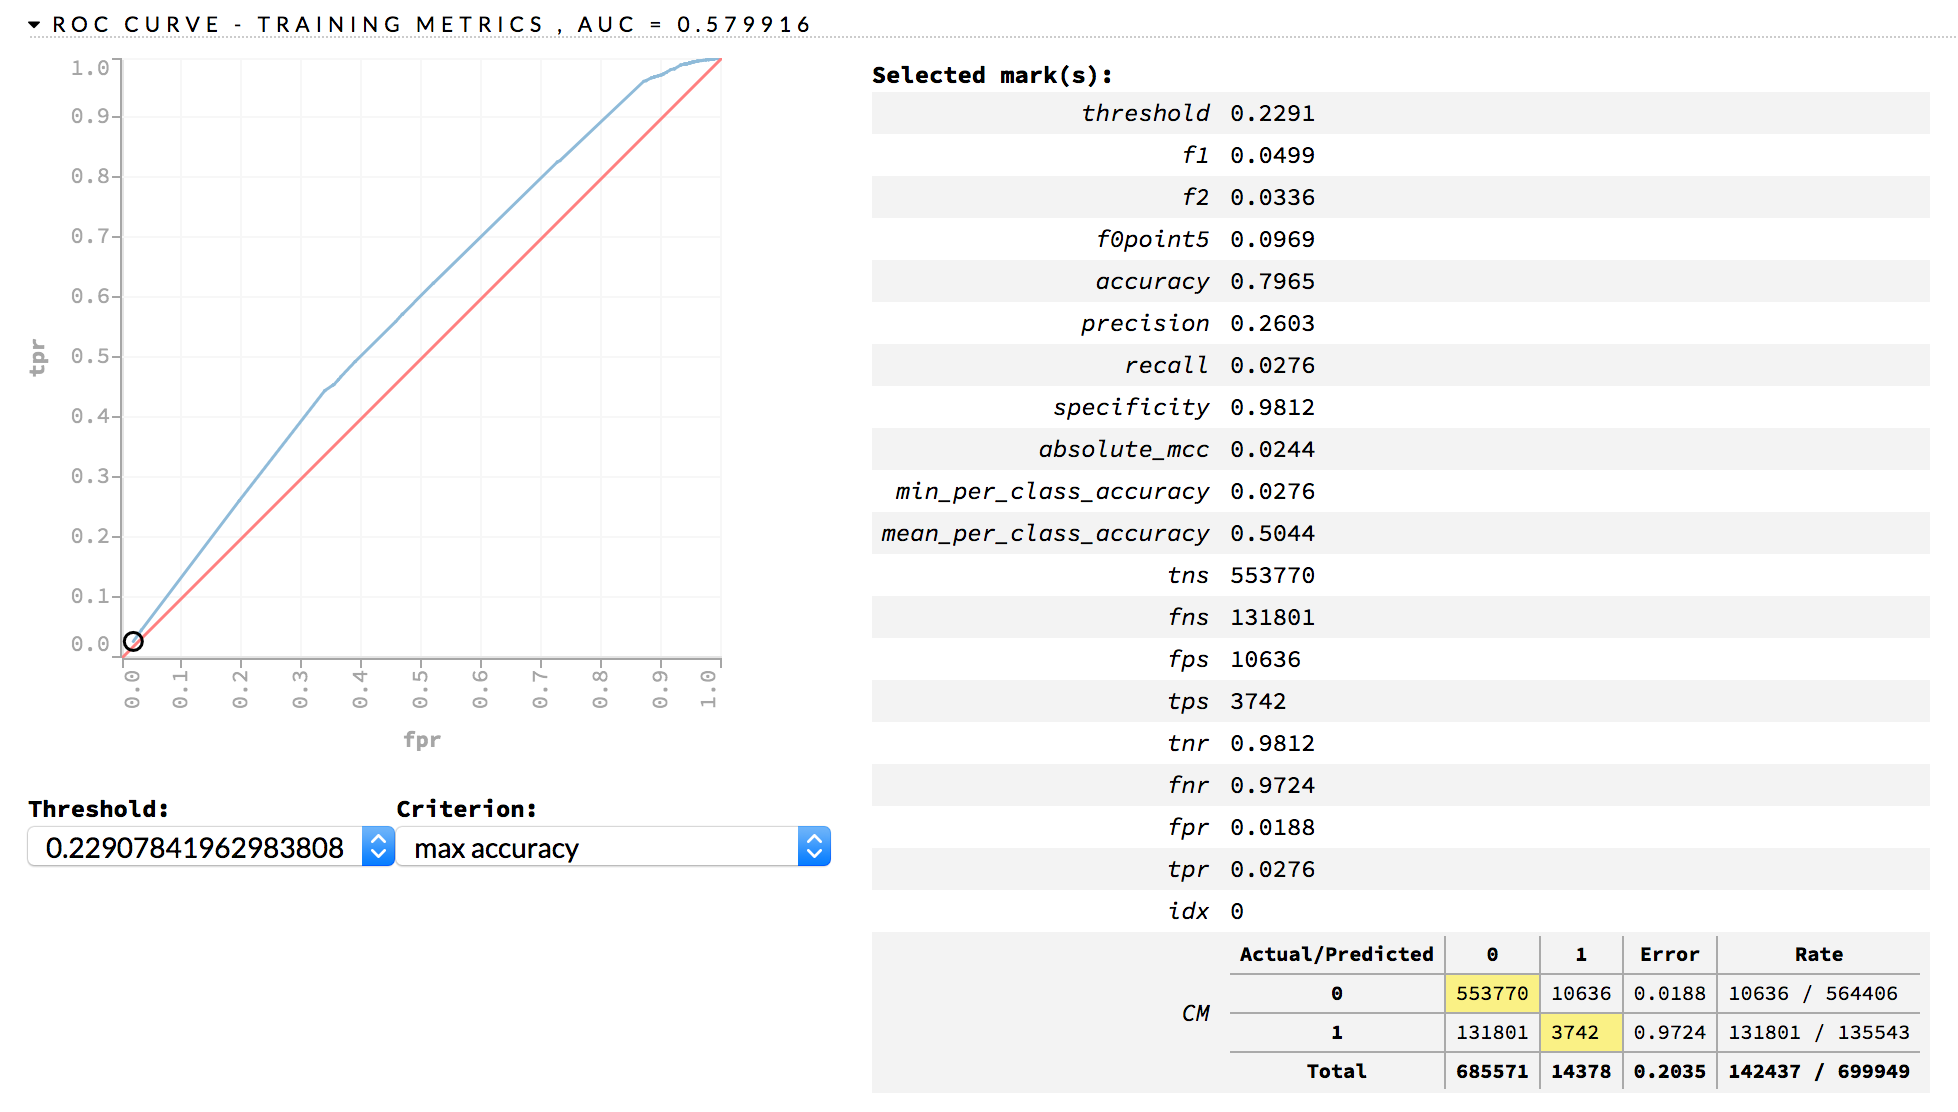 ROC CURVE - TRAINING METRICS , AUC = 0.579916
1.0
0.9
0.8
0.7
0.6
0.5
0.4
0.3
0.2
0.1
0.0
tpr
0.0 0.1 0.2 0.3 0.4 0.5 0.6 0.7 0.8 0.9 1.0
fpr
Threshold: Criterion:
0.22907841962983808 max accuracy
Selected mark(s):
threshold 0.2291
f1 0.0499
f2 0.0336
f0point5 0.0969
accuracy 0.7965
precision 0.2603
recall 0.0276
specificity 0.9812
absolute_mcc 0.0244
min_per_class_accuracy 0.0276
mean_per_class_accuracy 0.5044
tns 553770
fns 131801
fps 10636
tps 3742
tnr 0.9812
fnr 0.9724
fpr 0.0188
tpr 0.0276
idx 0
CM
Actual/Predicted 0 1 Error Rate
0 553770 10636 0.0188 10636 / 564406
1 131801 3742 0.9724 131801 / 135543
Total 685571 14378 0.2035 142437 / 699949